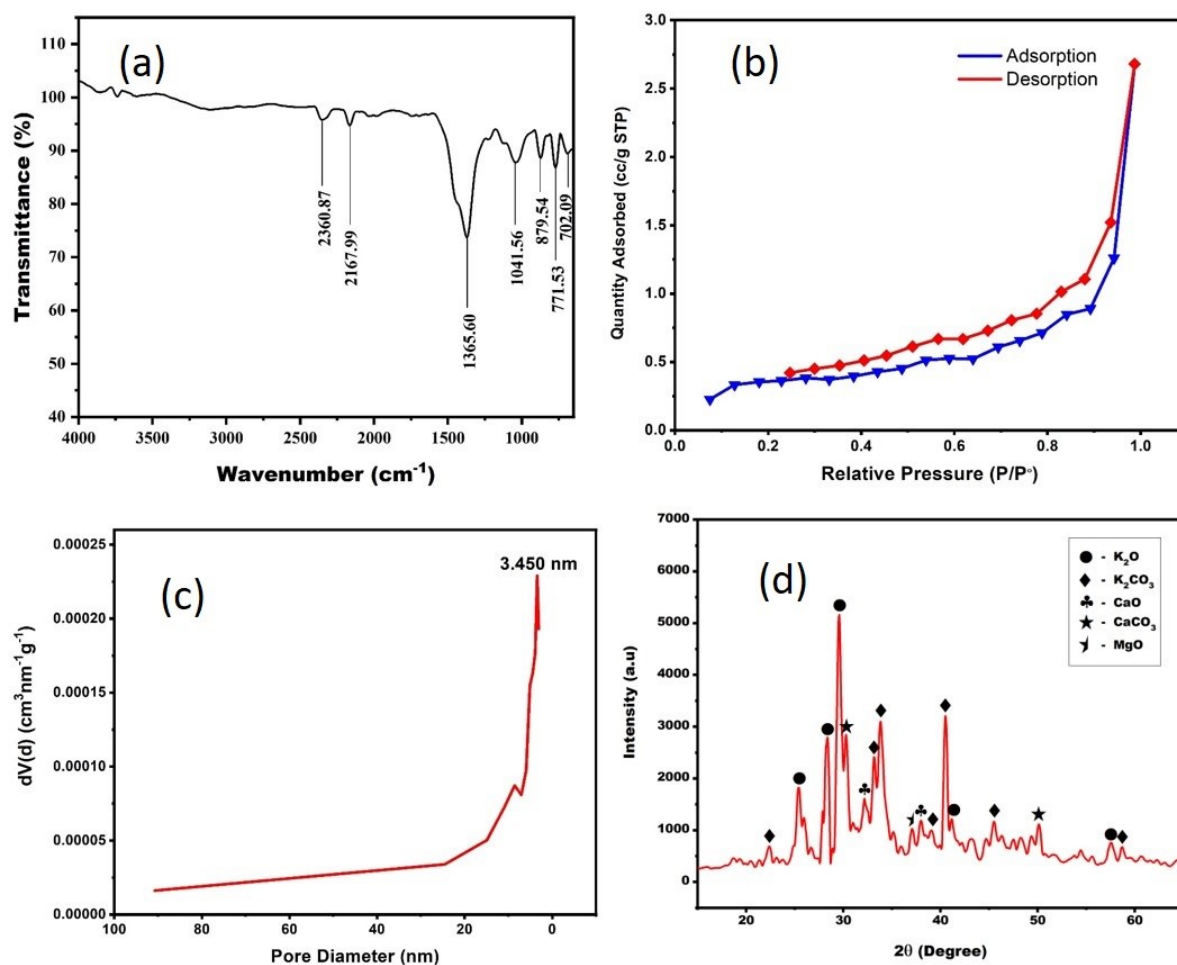 (a)
110
100
90
80
70
60
50
40
Transmittance (%)
2360.87
2167.99
1365.60
1041.56
879.54
771.53
702.09
4000 3500 3000 2500 2000 1500 1000
Wavenumber (cm⁻¹)
(b)
Adsorption
Desorption
3.0
2.5
2.0
1.5
1.0
0.5
0.0
Quantity Adsorbed (cc/g STP)
0.0 0.2 0.4 0.6 0.8 1.0
Relative Pressure (P/P°)
(c)
3.450 nm
0.00025
0.00020
0.00015
0.00010
0.00005
0.00000
dV(d) (cm³nm⁻¹g⁻¹)
100 80 60 40 20 0
Pore Diameter (nm)
(d)
- K₂O
- K₂CO₃
- CaO
- CaCO₃
- MgO
7000
6000
5000
4000
3000
2000
1000
0
Intensity (a.u)
20 30 40 50 60
2θ (Degree)